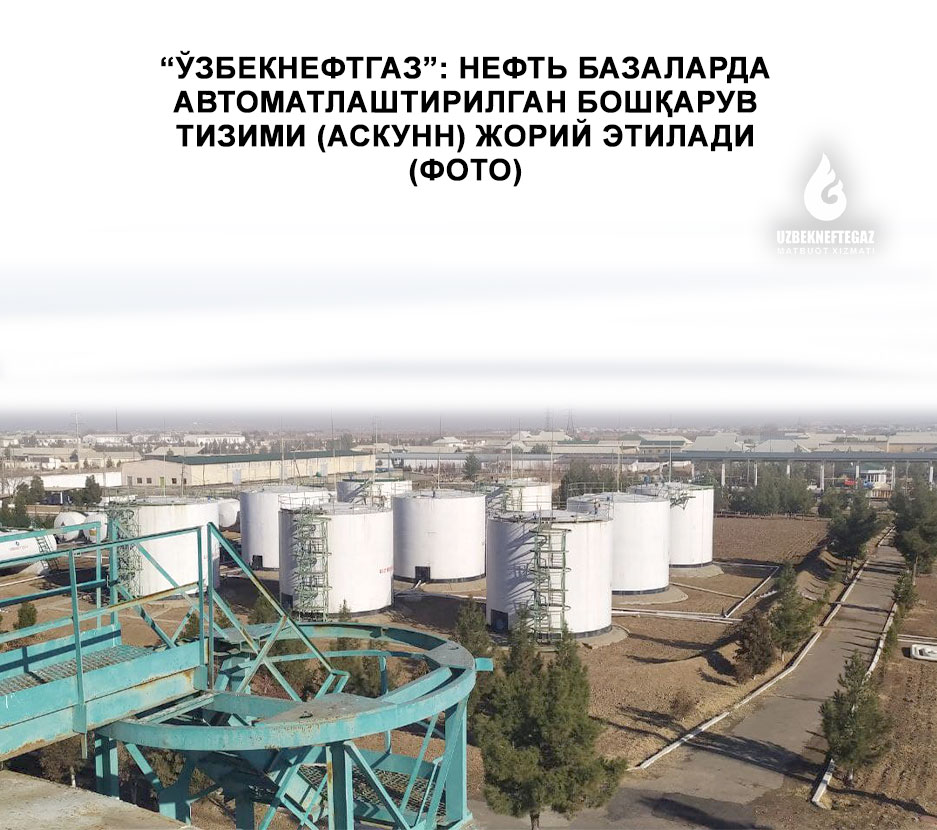 “ЎЗБЕКНЕФТГАЗ”: НЕФТЬ БАЗАЛАРДА
АВТОМАТЛАШТИРИЛГАН БОШҚАРУВ
ТИЗИМИ (АСКУНН) ЖОРИЙ ЭТИЛАДИ
(ФОТО)
UZBEKNEFTEGAZ
MATBUOT XIZMATI